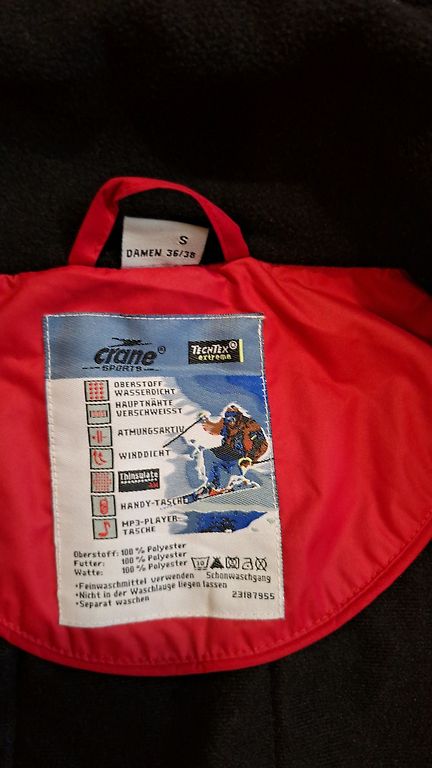 S
DAMEN 36/38
crane®
SPORTS
TECHTEX®
extreme
OBERSTOFF
WASSERDICHT
HAUPTNÄHTE
VERSCHWEISST
ATMUNGSAKTIV
WINDDICHT
Thinsulate
HANDY-TASCHE
MP3-PLAYER-
TASCHE
Oberstoff: 100 % Polyester
Futter: 100 % Polyester
Watte: 100 % Polyester
30
•Feinwaschmittel verwenden Schonwaschgang
•Nicht in der Waschlauge liegen lassen
•Separat waschen 23187955